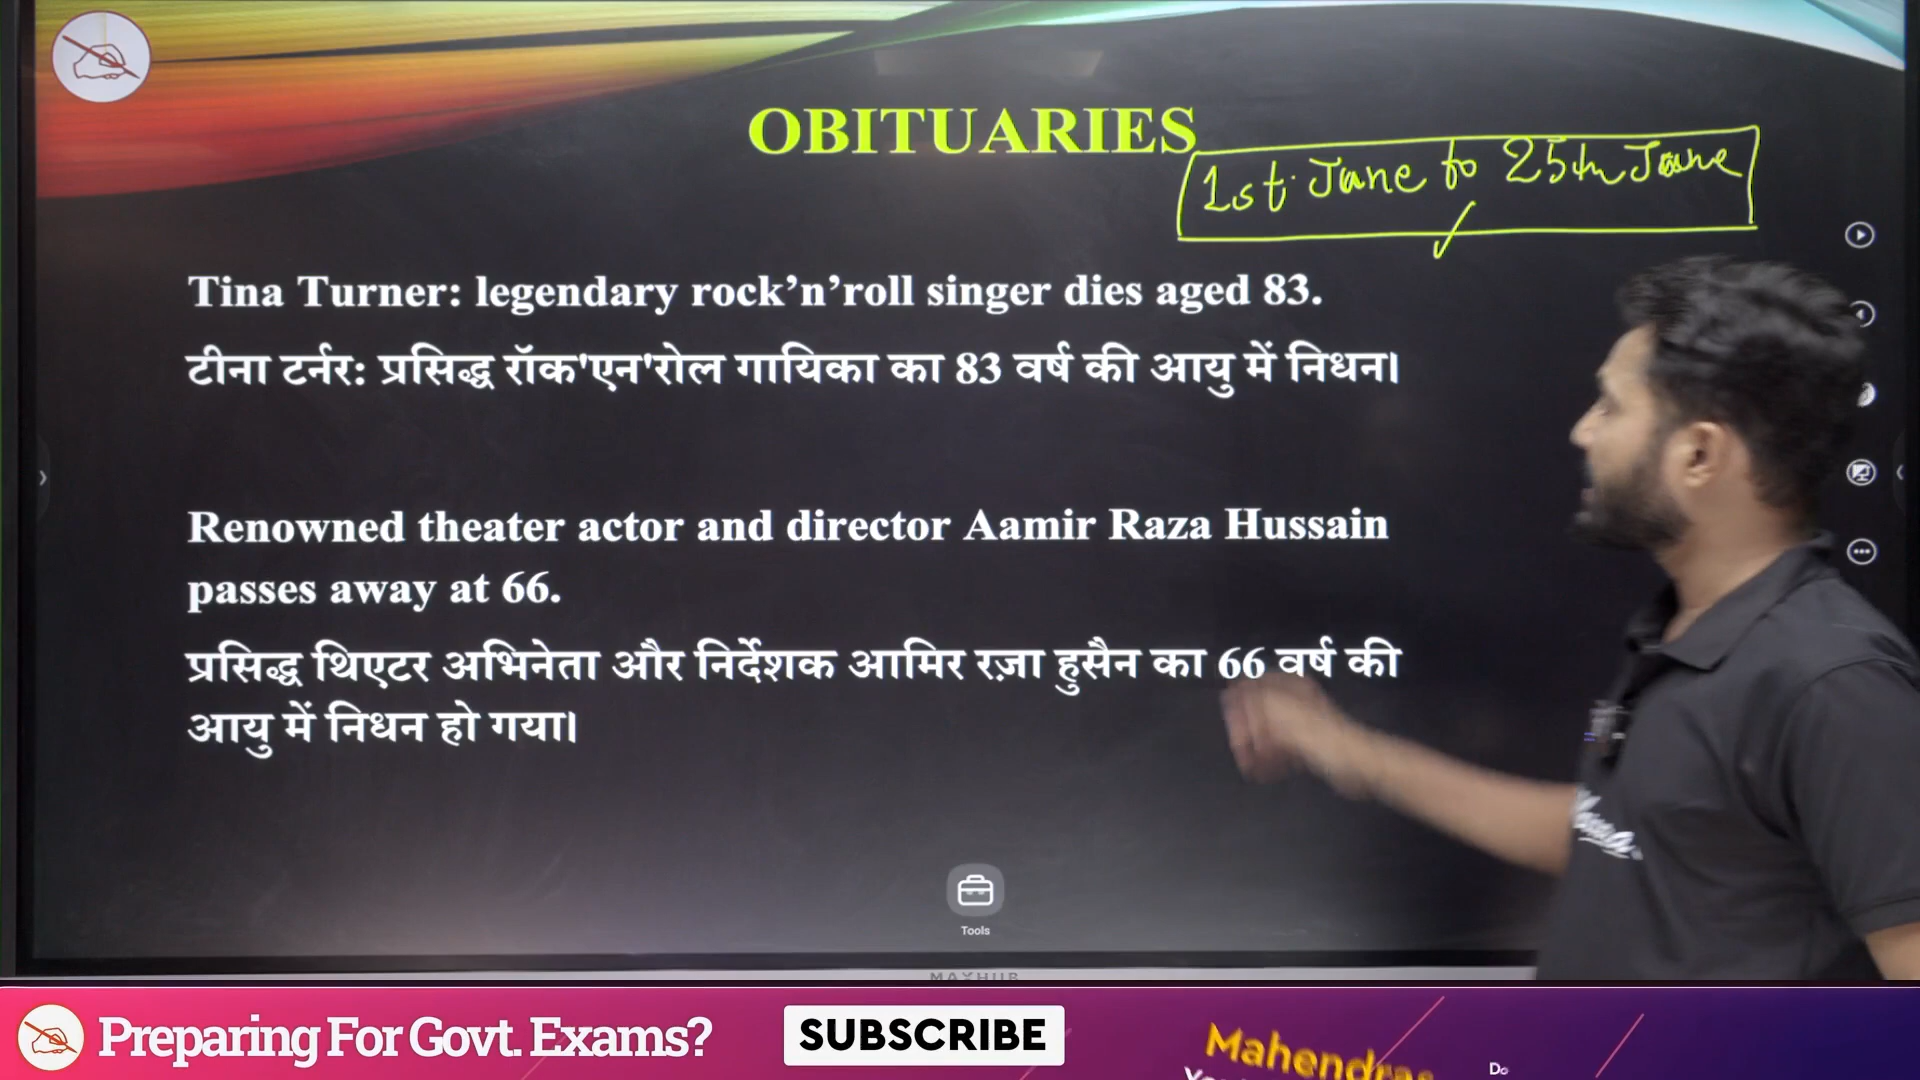 OBITUARIES
1st June to 25th June
Tina Turner: legendary rock’n’roll singer dies aged 83.
टीना टर्नर: प्रसिद्ध रॉक'एन'रोल गायिका का 83 वर्ष की आयु में निधन।
Renowned theater actor and director Aamir Raza Hussain
passes away at 66.
प्रसिद्ध थिएटर अभिनेता और निर्देशक आमिर रज़ा हुसैन का 66 वर्ष की
आयु में निधन हो गया।
Tools
MAXHUB
Preparing For Govt. Exams?
SUBSCRIBE
Mahendras
Do